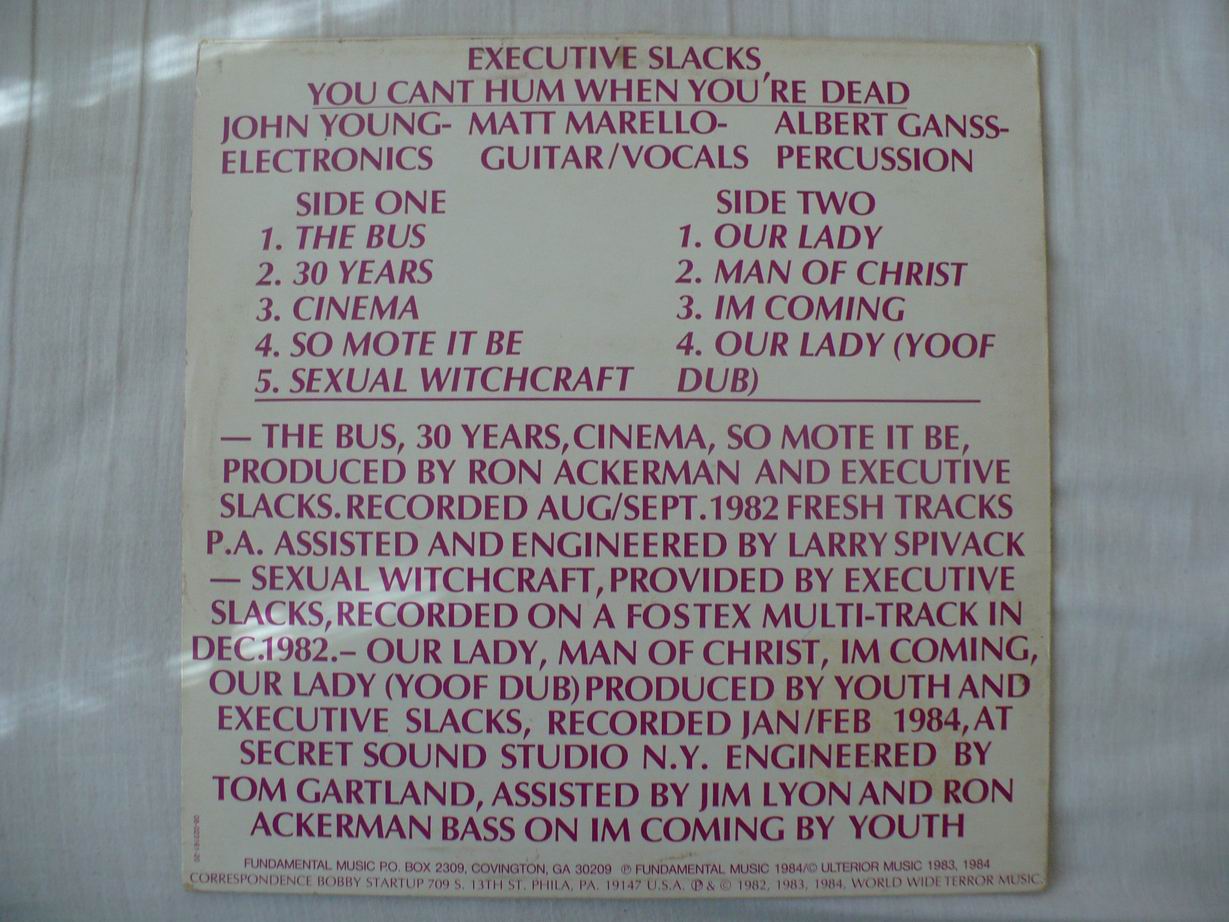 EXECUTIVE SLACKS,
YOU CANT HUM WHEN YOU'RE DEAD
JOHN YOUNG- MATT MARELLO- ALBERT GANSS-
ELECTRONICS GUITAR/VOCALS PERCUSSION
SIDE ONE
1. THE BUS
2. 30 YEARS
3. CINEMA
4. SO MOTE IT BE
5. SEXUAL WITCHCRAFT
SIDE TWO
1. OUR LADY
2. MAN OF CHRIST
3. IM COMING
4. OUR LADY (YOOF
DUB)
— THE BUS, 30 YEARS, CINEMA, SO MOTE IT BE,
PRODUCED BY RON ACKERMAN AND EXECUTIVE
SLACKS. RECORDED AUG/SEPT. 1982 FRESH TRACKS
P.A. ASSISTED AND ENGINEERED BY LARRY SPIVACK
— SEXUAL WITCHCRAFT, PROVIDED BY EXECUTIVE
SLACKS, RECORDED ON A FOSTEX MULTI-TRACK IN
DEC.1982.– OUR LADY, MAN OF CHRIST, IM COMING,
OUR LADY (YOOF DUB) PRODUCED BY YOUTH AND
EXECUTIVE SLACKS, RECORDED JAN/FEB 1984, AT
SECRET SOUND STUDIO N.Y. ENGINEERED BY
TOM GARTLAND, ASSISTED BY JIM LYON AND RON
ACKERMAN BASS ON IM COMING BY YOUTH
FUNDAMENTAL MUSIC P.O. BOX 2309, COVINGTON, GA 30209 ℗ FUNDAMENTAL MUSIC 1984/© ULTERIOR MUSIC 1983, 1984
CORRESPONDENCE BOBBY STARTUP 709 S. 13TH ST. PHILA, PA. 19147 U.S.A. ℗ & © 1982, 1983, 1984, WORLD WIDE TERROR MUSIC.